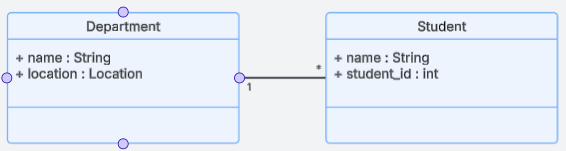 Department
+ name : String
+ location : Location
1
*
Student
+ name : String
+ student_id : int